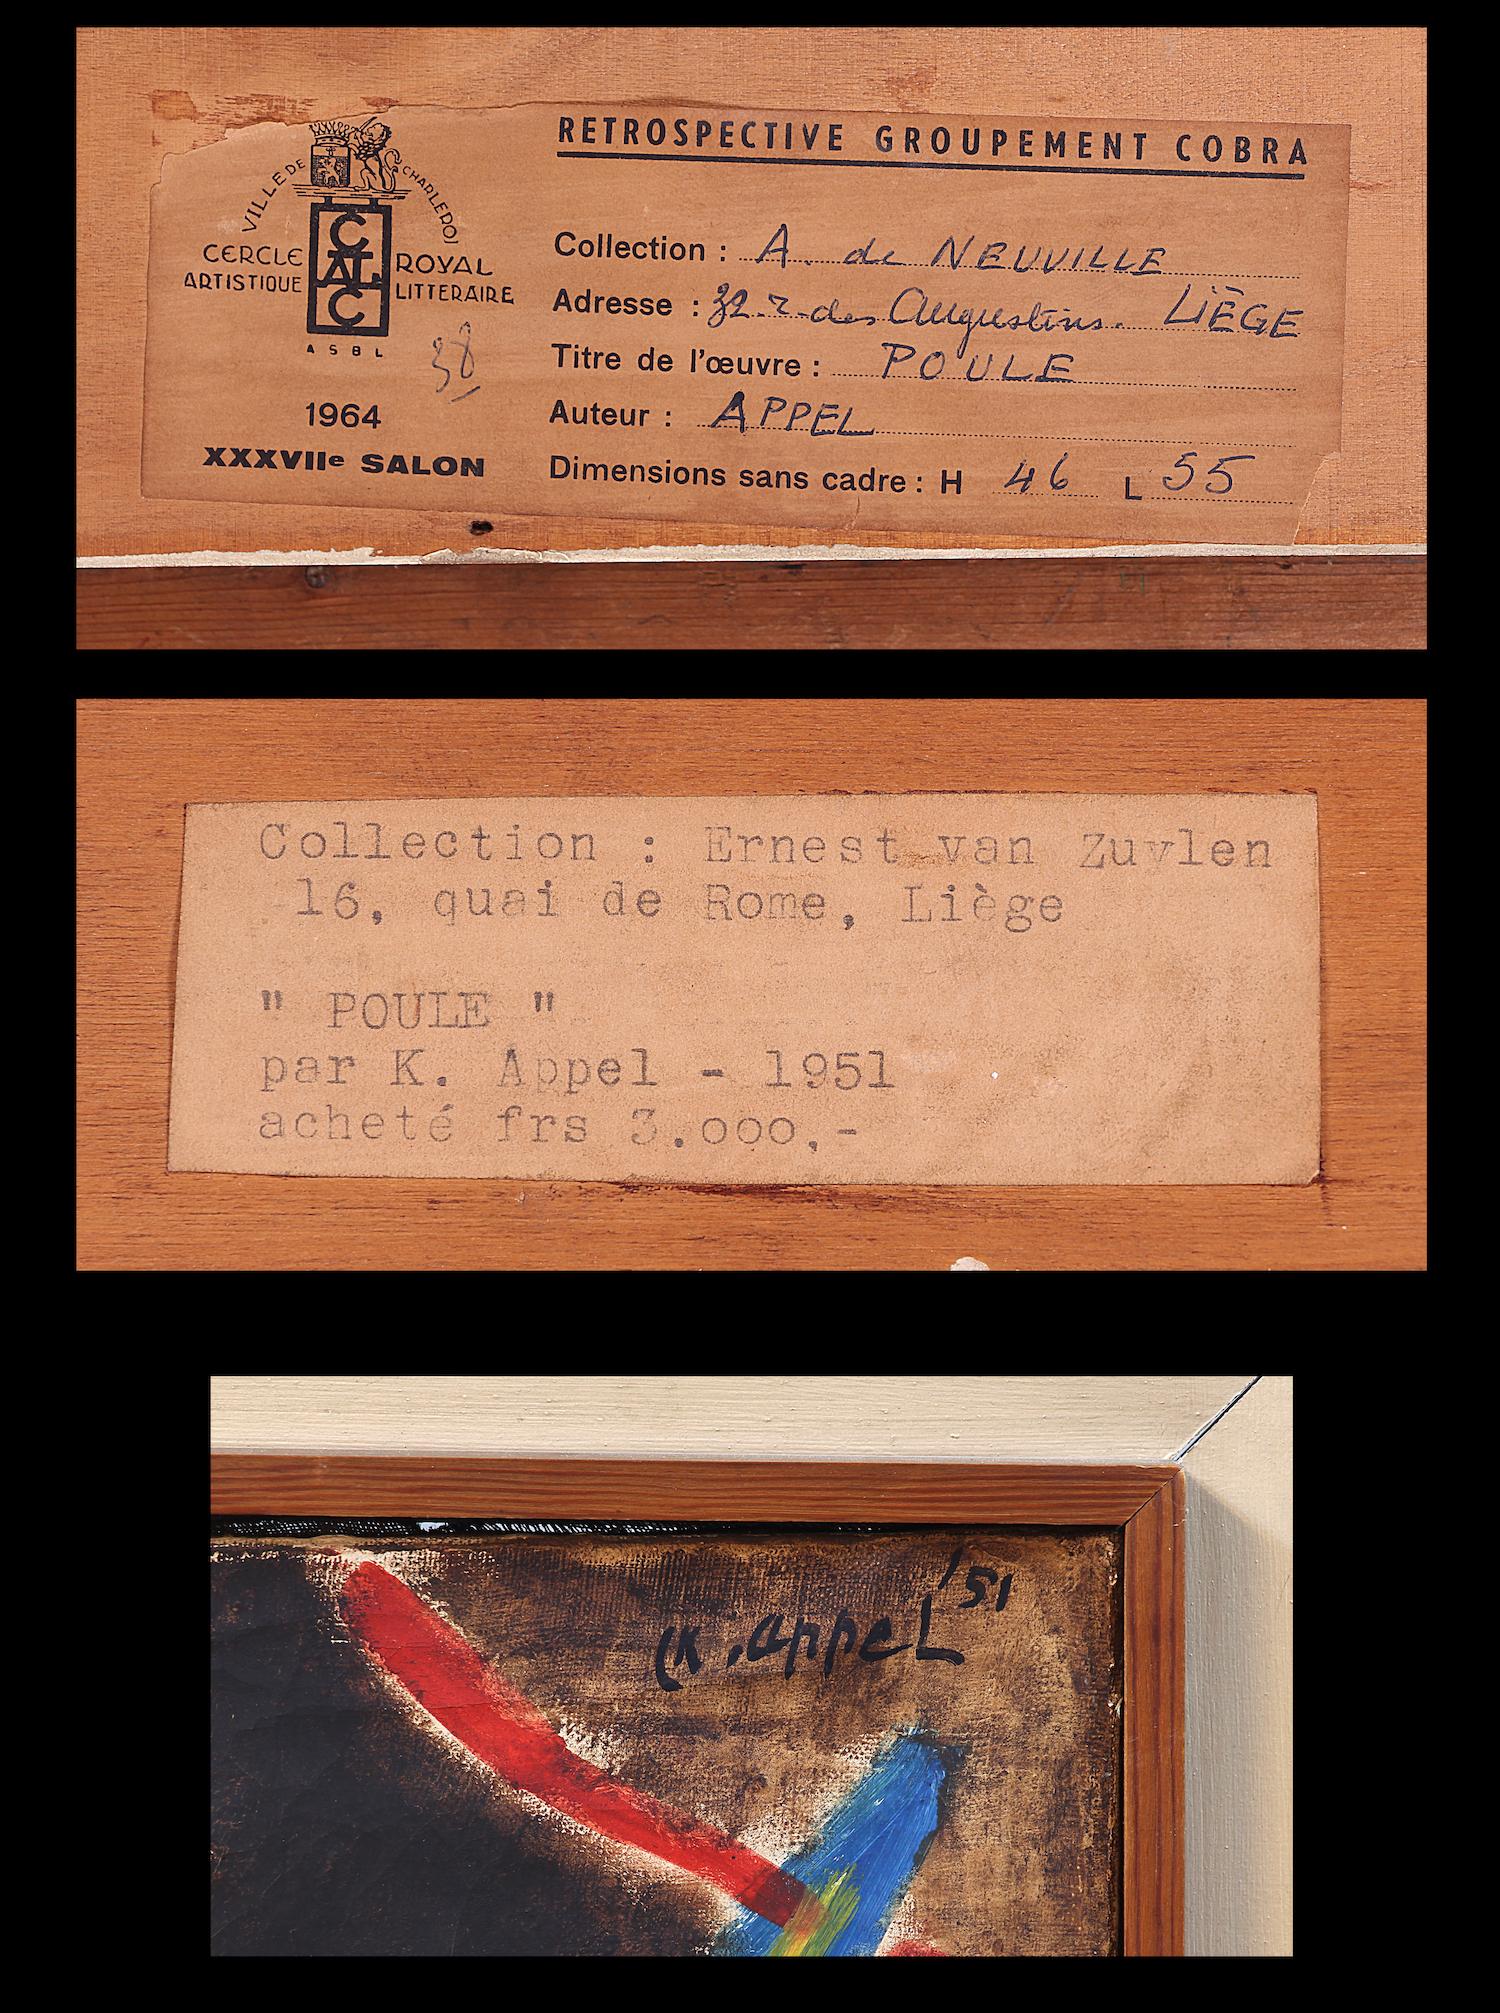 VILLE DE CHARLEROI
CERCLE ROYAL
ARTISTIQUE LITTERAIRE
C
AL
C
A S B L
38
1964
XXXVIIe SALON
RETROSPECTIVE GROUPEMENT COBRA
Collection : A. de NEUVILLE
Adresse : 32 r. des Augustins. LIÈGE
Titre de l'œuvre : POULE
Auteur : APPEL
Dimensions sans cadre : H 46 L 55
Collection : Ernest van Zuylen
16, quai de Rome, Liège
" POULE "
par K. Appel - 1951
acheté frs 3.000,-
CK. appeL '51